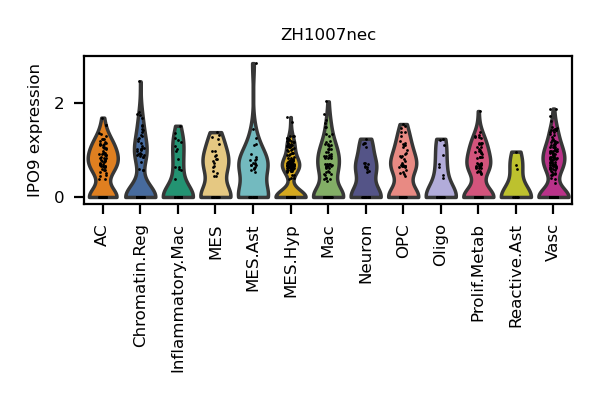 ZH1007nec
IPO9 expression
2
0
AC
Chromatin.Reg
Inflammatory.Mac
MES
MES.Ast
MES.Hyp
Mac
Neuron
OPC
Oligo
Prolif.Metab
Reactive.Ast
Vasc